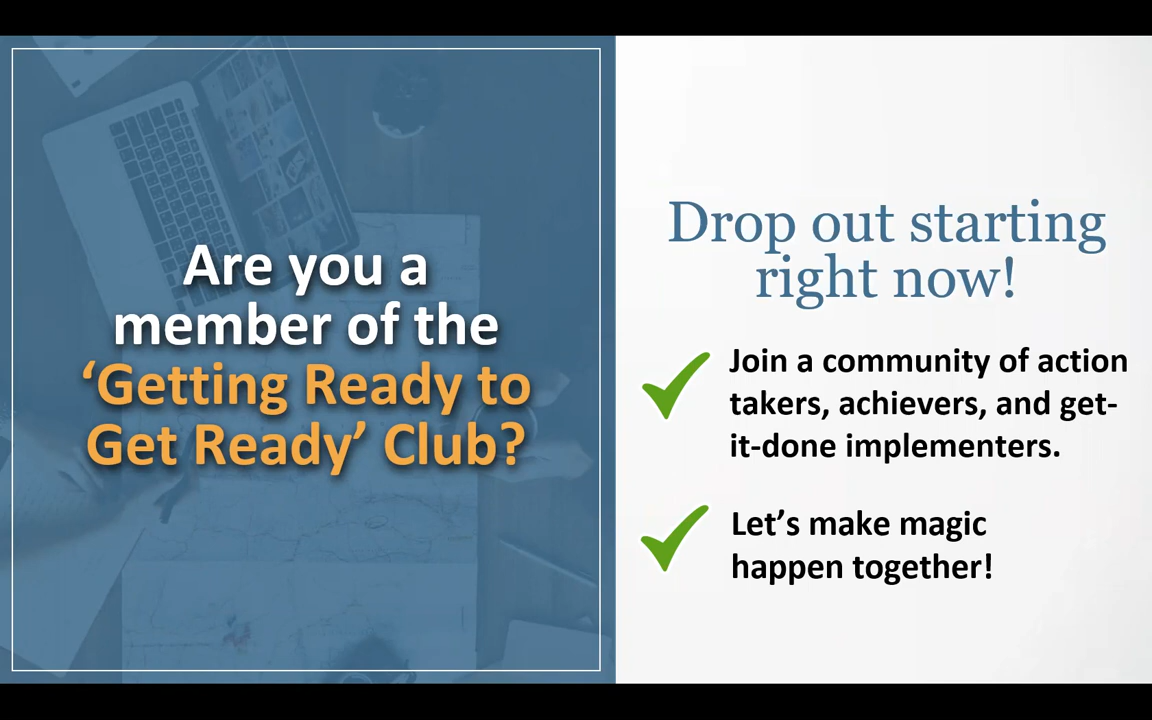 Are you a
member of the
‘Getting Ready to
Get Ready’ Club?
Drop out starting
right now!
Join a community of action
takers, achievers, and get-
it-done implementers.
Let’s make magic
happen together!